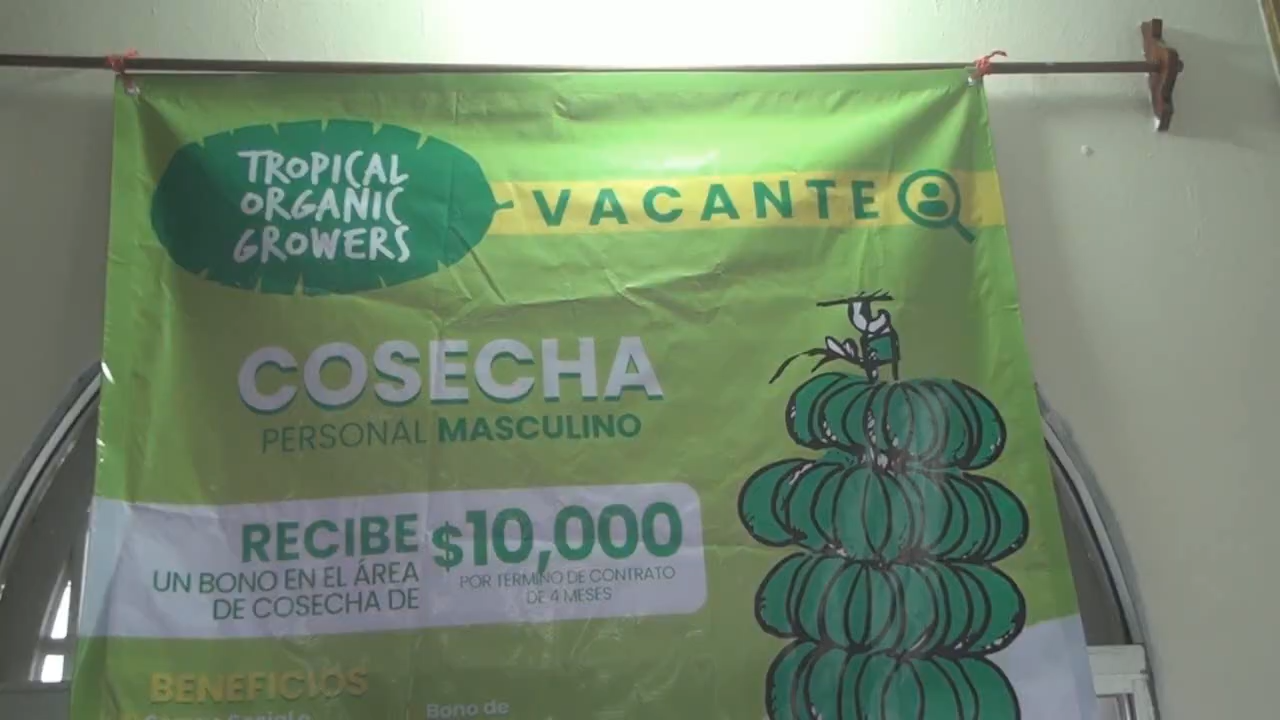 TROPICAL
ORGANIC
GROWERS
VACANTE
COSECHA
PERSONAL MASCULINO
RECIBE
UN BONO EN EL ÁREA
DE COSECHA DE
$10,000
POR TERMINO DE CONTRATO
DE 4 MESES
BENEFICIOS
Bono de